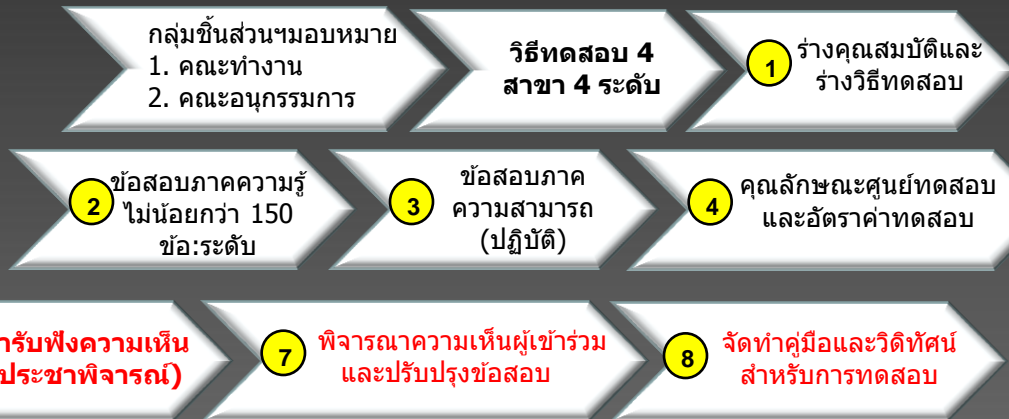 กลุ่มชิ้นส่วนฯมอบหมาย
1. คณะทำงาน
2. คณะอนุกรรมการ
วิธีทดสอบ 4
สาขา 4 ระดับ
1
ร่างคุณสมบัติและ
ร่างวิธีทดสอบ
2
ข้อสอบภาคความรู้
ไม่น้อยกว่า 150
ข้อ:ระดับ
3
ข้อสอบภาค
ความสามารถ
(ปฏิบัติ)
4
คุณลักษณะศูนย์ทดสอบ
และอัตราค่าทดสอบ
รับฟังความเห็น
ประชาพิจารณ์)
7
พิจารณาความเห็นผู้เข้าร่วม
และปรับปรุงข้อสอบ
8
จัดทำคู่มือและวิดิทัศน์
สำหรับการทดสอบ